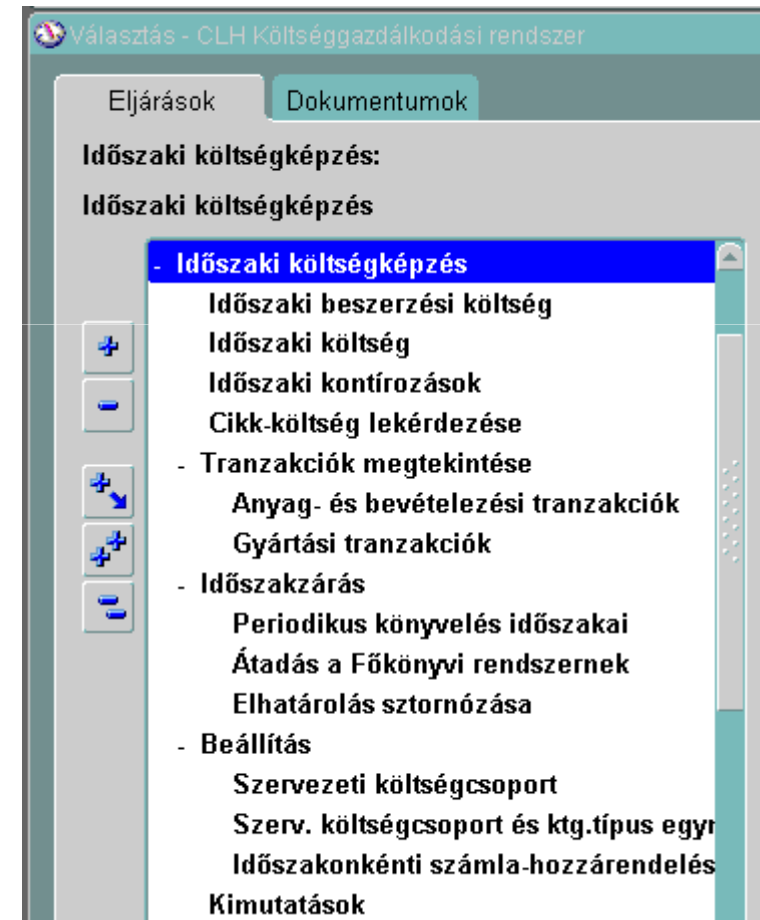 Választás - CLH Költséggazdálkodási rendszer
Eljárások Dokumentumok
Időszaki költségképzés:
Időszaki költségképzés
- Időszaki költségképzés
Időszaki beszerzési költség
Időszaki költség
Időszaki kontírozások
Cikk-költség lekérdezése
- Tranzakciók megtekintése
Anyag- és bevételezési tranzakciók
Gyártási tranzakciók
- Időszakzárás
Periodikus könyvelés időszakai
Átadás a Főkönyvi rendszernek
Elhatárolás sztornózása
- Beállítás
Szervezeti költségcsoport
Szerv. költségcsoport és ktg.típus
Időszakonkénti számla-hozzárendelés
Kimutatások